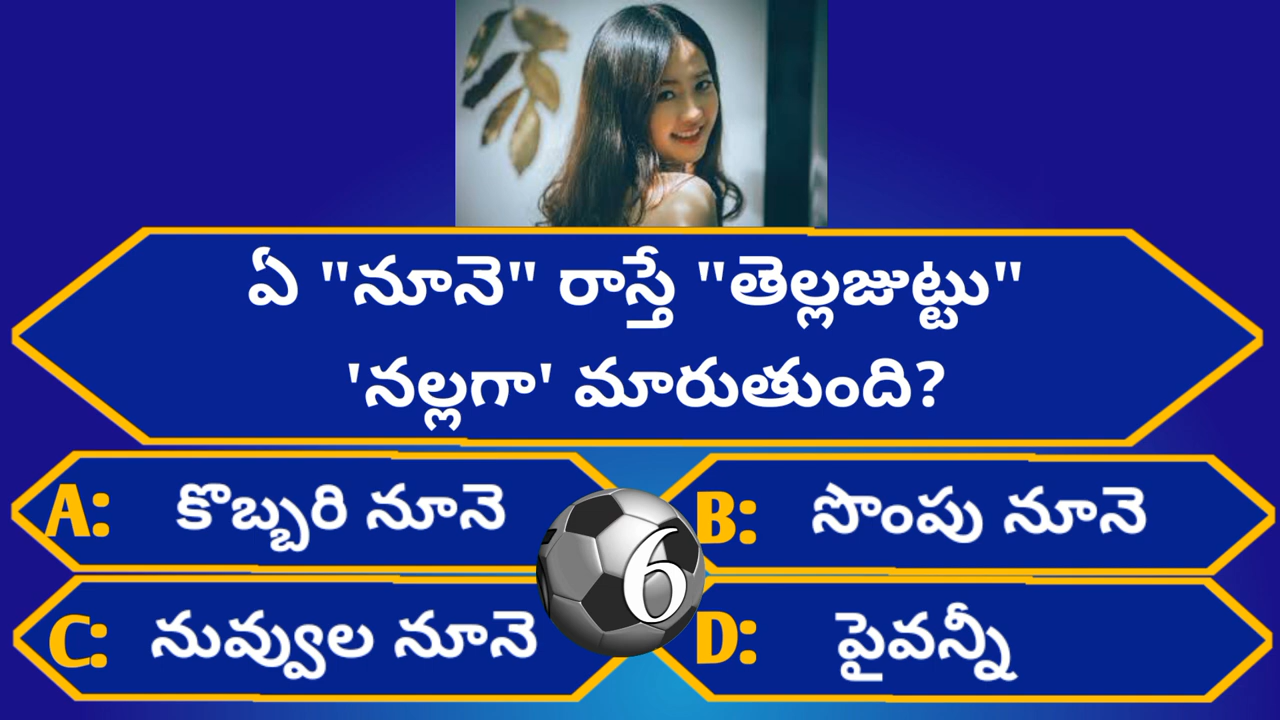 ఏ "నూనె" రాస్తే "తెల్లజుట్టు"
'నల్లగా' మారుతుంది?
A: కొబ్బరి నూనె
B: సొంపు నూనె
6
C: నువ్వుల నూనె
D: పైవన్నీ